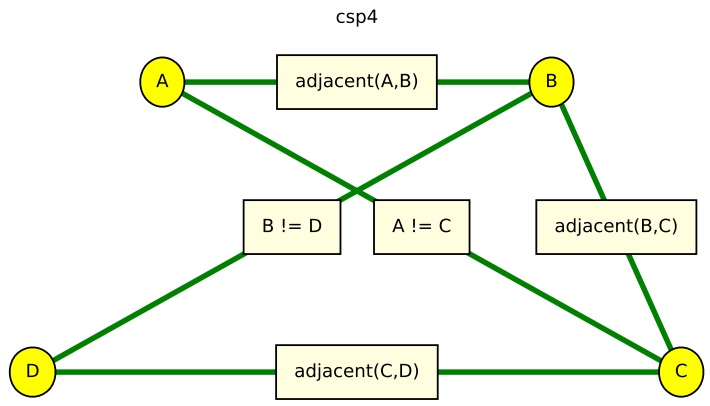 csp4
A
adjacent(A,B)
B
B != D
A != C
adjacent(B,C)
D
adjacent(C,D)
C